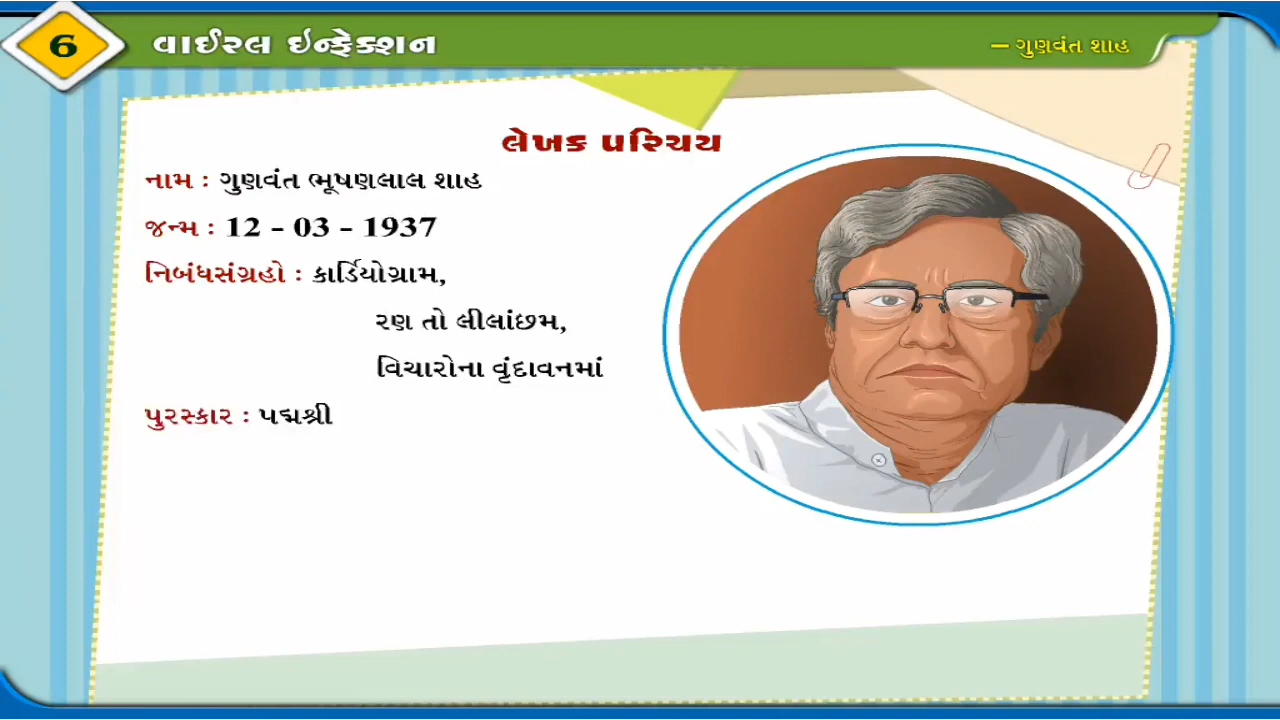 6
વાઈરલ ઇન્ફેક્શન
– ગુણવંત શાહ
લેખક પરિચય
નામ : ગુણવંત ભૂષણલાલ શાહ
જન્મ : 12 - 03 - 1937
નિબંધસંગ્રહો : કાર્ડિયોગ્રામ,
રણ તો લીલાંછમ,
વિચારોના વૃંદાવનમાં
પુરસ્કાર : પદ્મશ્રી